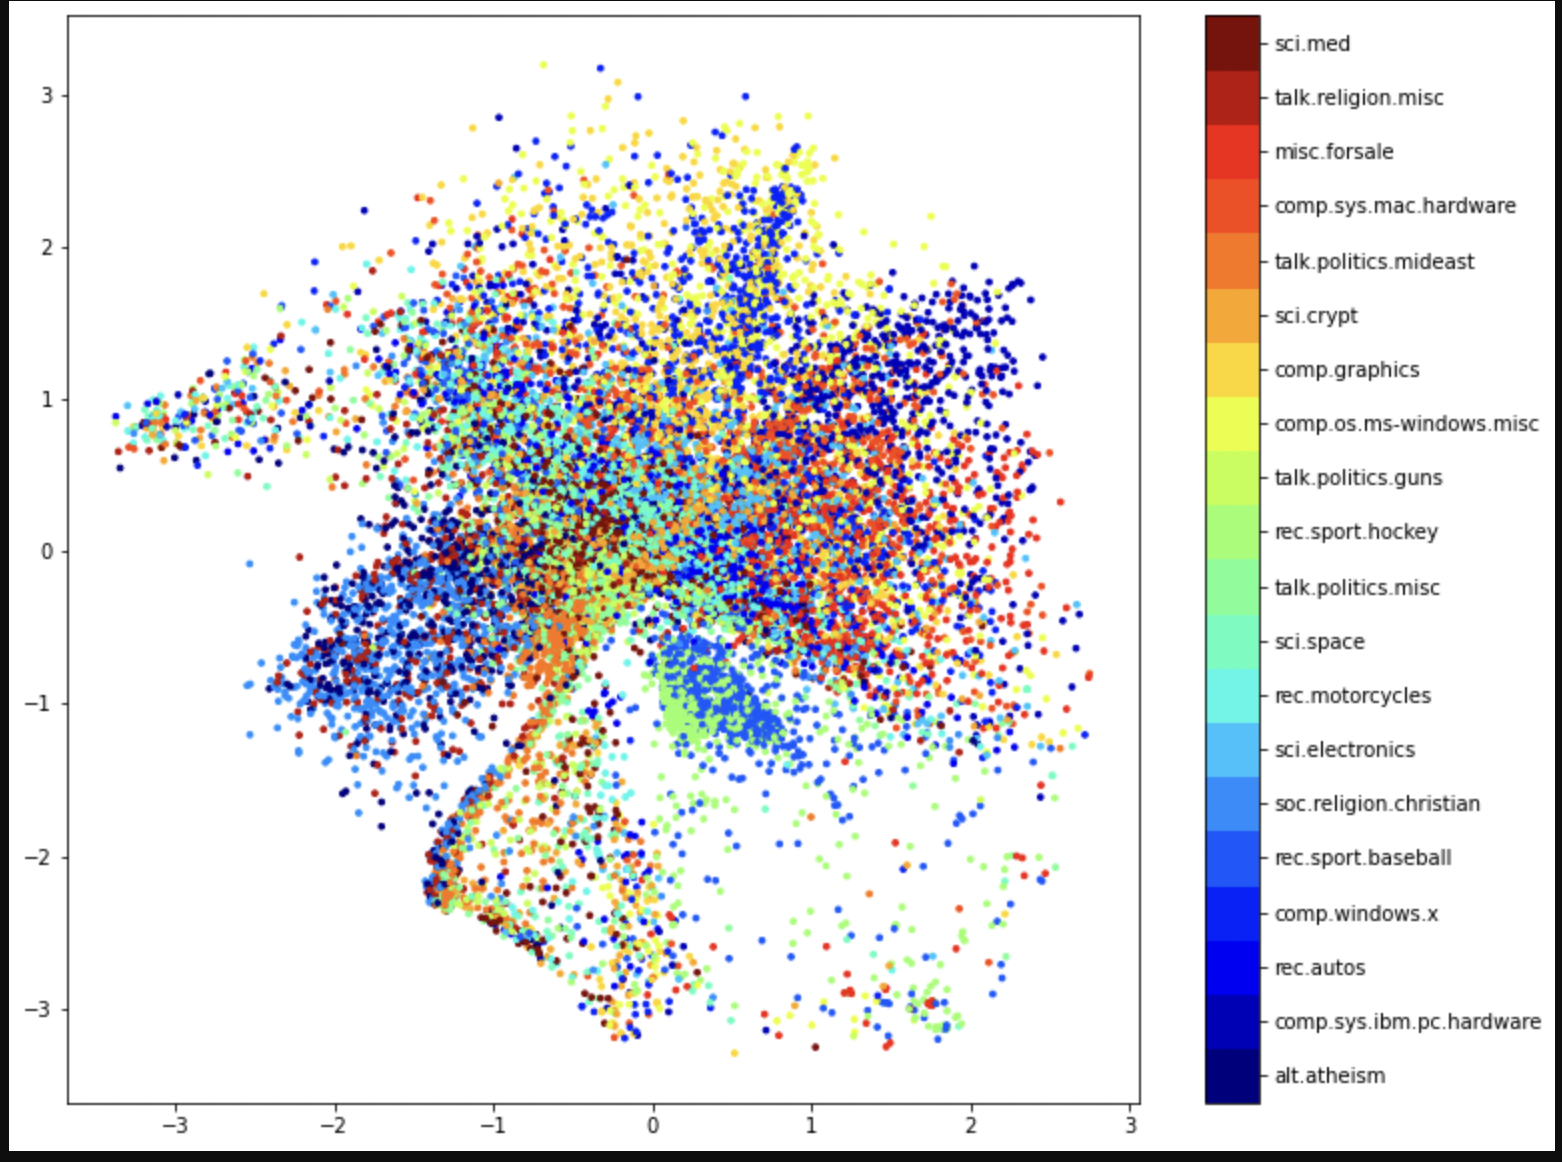 3
2
1
0
−1
−2
−3
−3
−2
−1
0
1
2
3
sci.med
talk.religion.misc
misc.forsale
comp.sys.mac.hardware
talk.politics.mideast
sci.crypt
comp.graphics
comp.os.ms-windows.misc
talk.politics.guns
rec.sport.hockey
talk.politics.misc
sci.space
rec.motorcycles
sci.electronics
soc.religion.christian
rec.sport.baseball
comp.windows.x
rec.autos
comp.sys.ibm.pc.hardware
alt.atheism